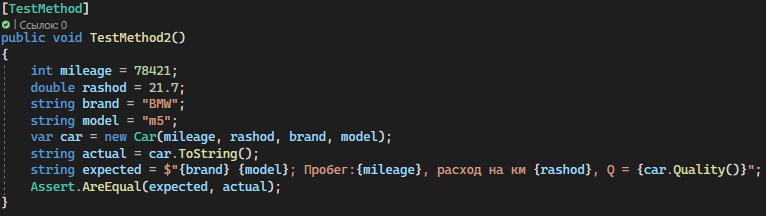 [TestMethod]
| Ссылок: 0
public void TestMethod2()
{
int mileage = 78421;
double rashod = 21.7;
string brand = "BMW";
string model = "m5";
var car = new Car(mileage, rashod, brand, model);
string actual = car.ToString();
string expected = $"{brand} {model}; Пробег:{mileage}, расход на км {rashod}, Q = {car.Quality()}";
Assert.AreEqual(expected, actual);
}